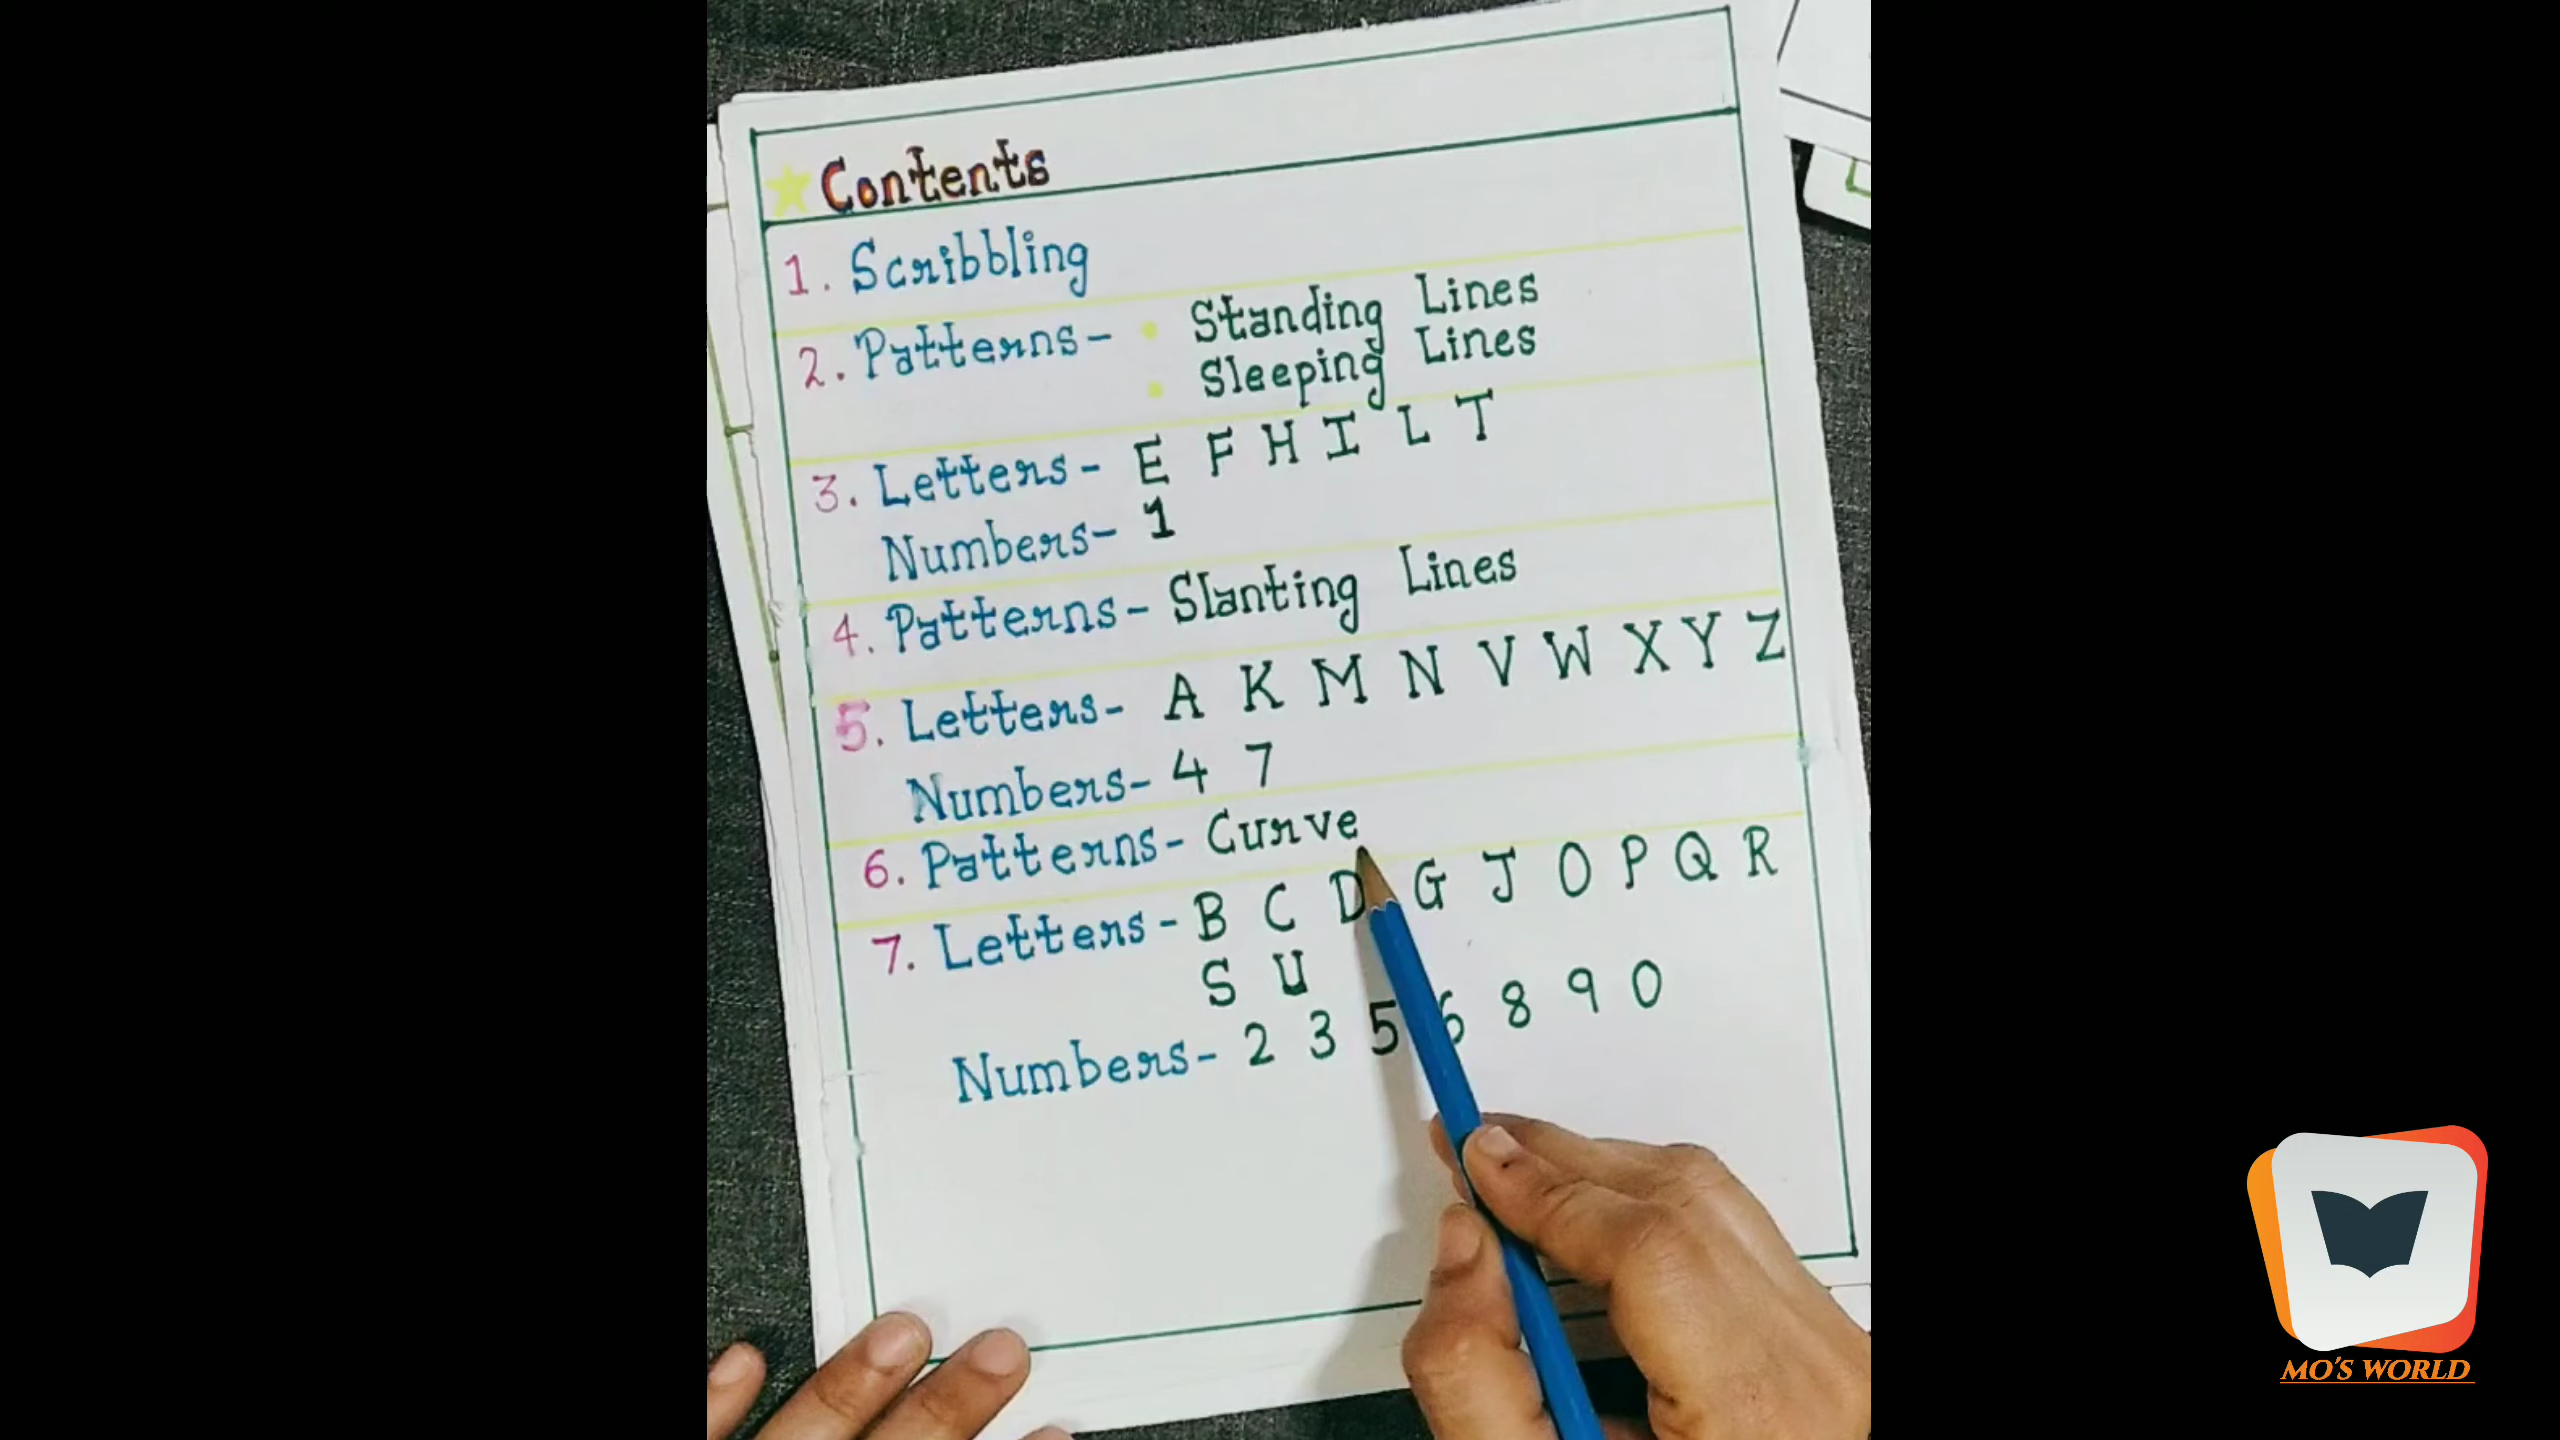 Contents
1. Scribbling
2. Patterns- • Standing Lines
• Sleeping Lines
3. Letters- E F H I L T
Numbers- 1
4. Patterns- Slanting Lines
5. Letters- A K M N V W X Y Z
Numbers- 4 7
6. Patterns- Curve
7. Letters- B C D G J O P Q R
S U
Numbers- 2 3 5 6 8 9 0
MO'S WORLD